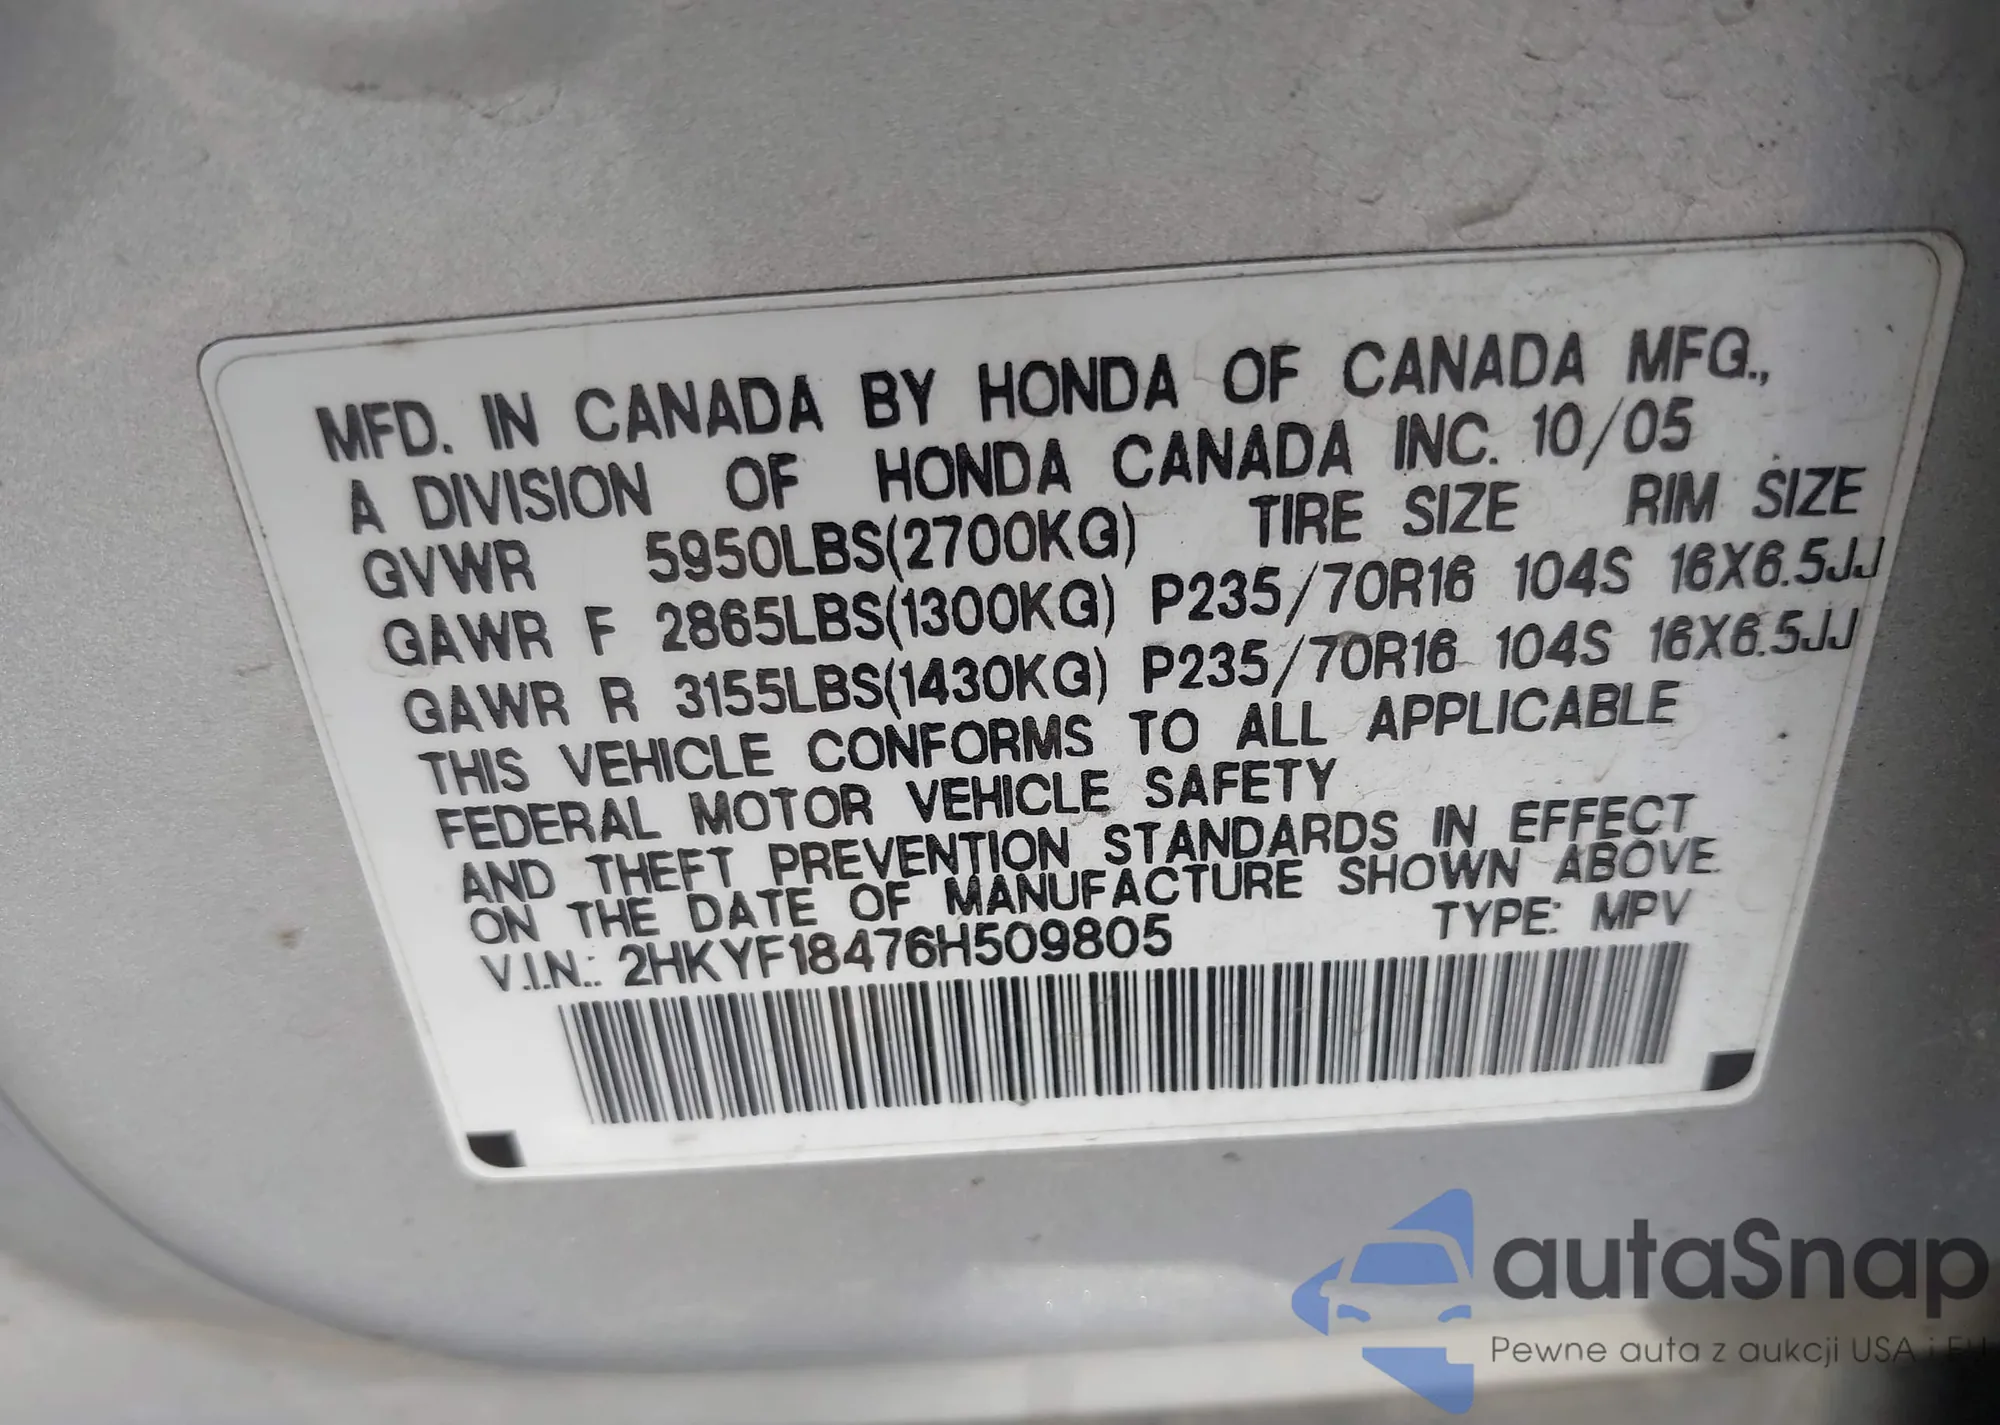 MFD. IN CANADA BY HONDA OF CANADA MFG.,
A DIVISION OF HONDA CANADA INC. 10/05
GVWR 5950LBS(2700KG) TIRE SIZE RIM SIZE
GAWR F 2865LBS(1300KG) P235/70R16 104S 16X6.5JJ
GAWR R 3155LBS(1430KG) P235/70R16 104S 16X6.5JJ
THIS VEHICLE CONFORMS TO ALL APPLICABLE
FEDERAL MOTOR VEHICLE SAFETY
AND THEFT PREVENTION STANDARDS IN EFFECT
ON THE DATE OF MANUFACTURE SHOWN ABOVE.
V.I.N.: 2HKYF18476H509805 TYPE: MPV
autaSnap
Pewne auta z aukcji USA i EU